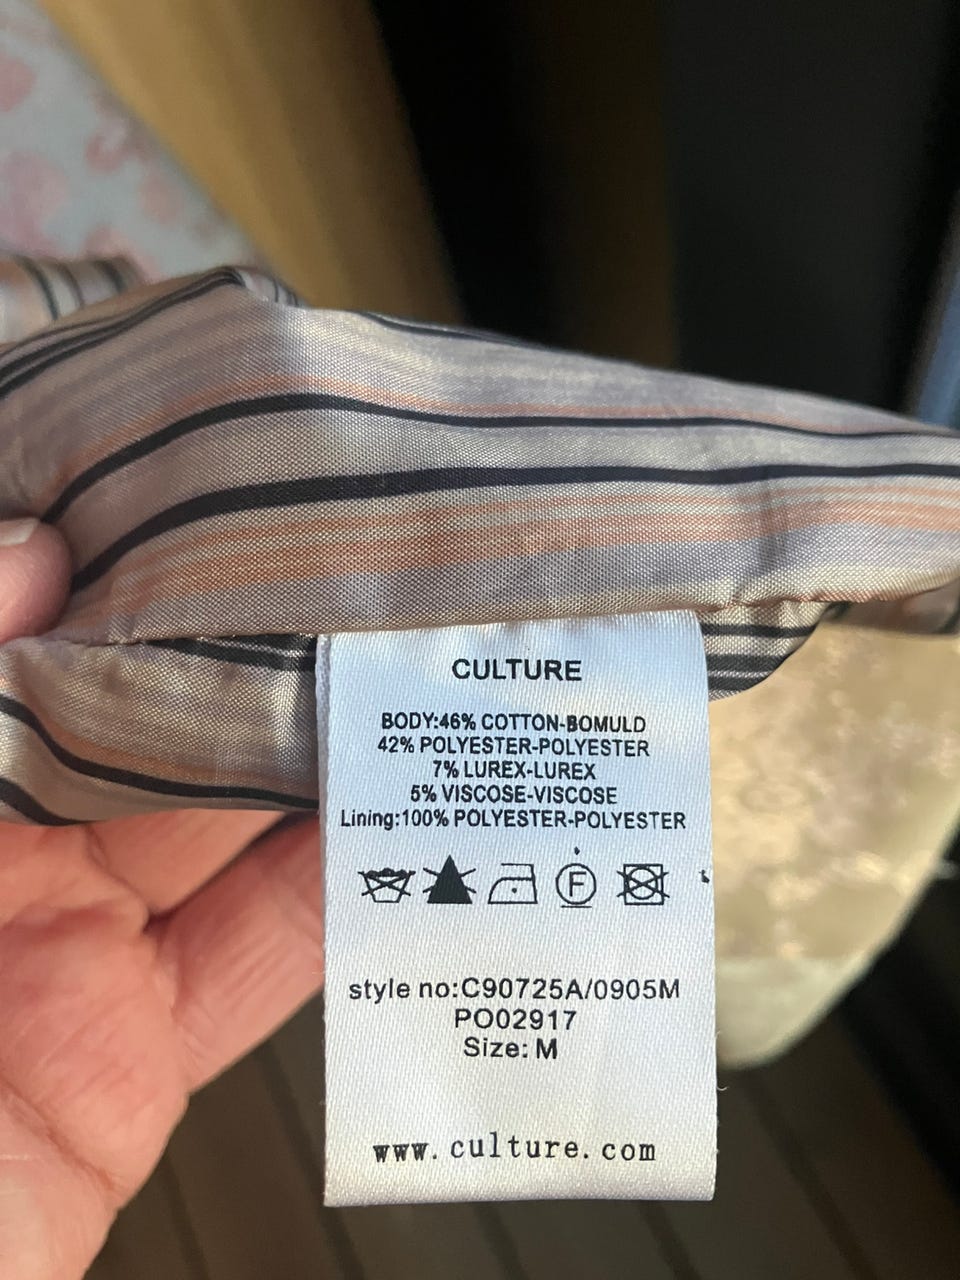 CULTURE
BODY:46% COTTON-BOMULD
42% POLYESTER-POLYESTER
7% LUREX-LUREX
5% VISCOSE-VISCOSE
Lining:100% POLYESTER-POLYESTER
F
style no:C90725A/0905M
PO02917
Size: M
www.culture.com